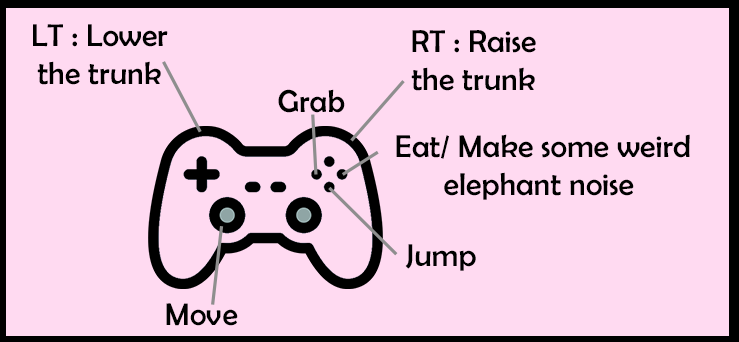 LT : Lower
the trunk
RT : Raise
the trunk
Grab
Eat/ Make some weird
elephant noise
Jump
Move